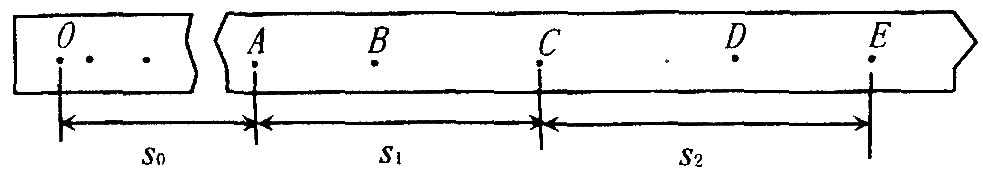 O A B C D E
s₀ s₁ s₂